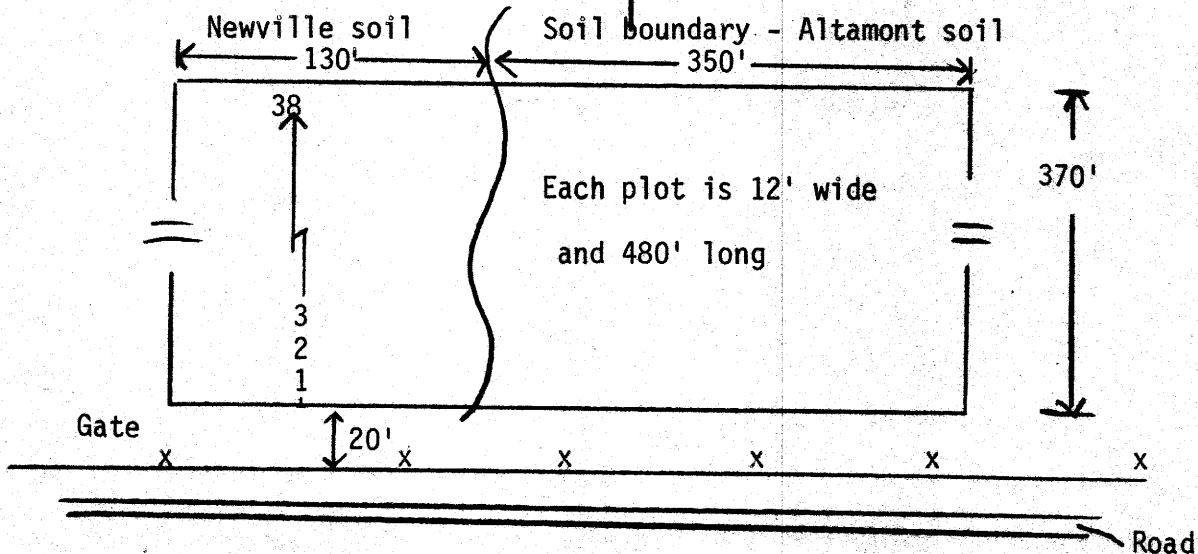 Newville soil
Soil boundary - Altamont soil
130'
350'
38
370'
Each plot is 12' wide
and 480' long
3
2
1
Gate
20'
x x x x x x
Road